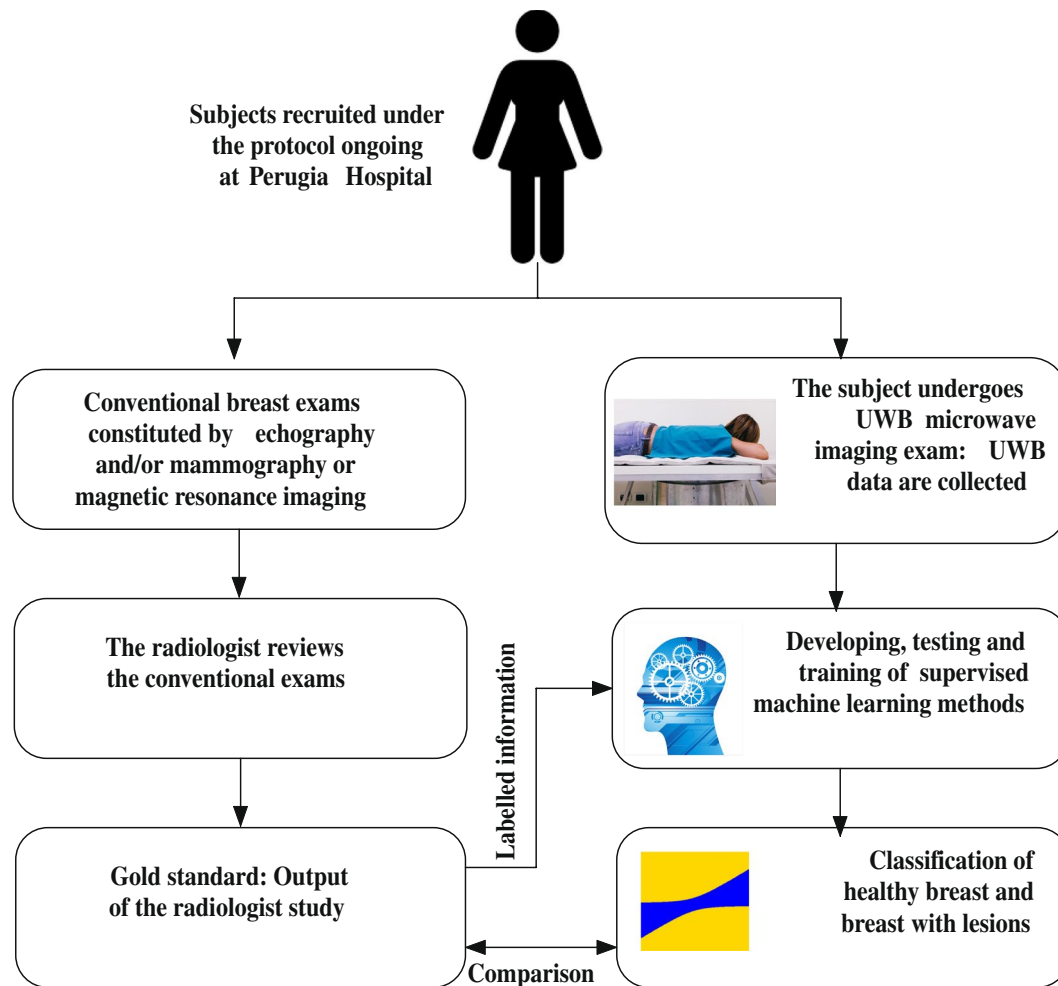 Subjects recruited under
the protocol ongoing
at Perugia Hospital
Conventional breast exams
constituted by echography
and/or mammography or
magnetic resonance imaging
The subject undergoes
UWB microwave
imaging exam: UWB
data are collected
The radiologist reviews
the conventional exams
Labelled information
Developing, testing and
training of supervised
machine learning methods
Gold standard: Output
of the radiologist study
Comparison
Classification of
healthy breast and
breast with lesions